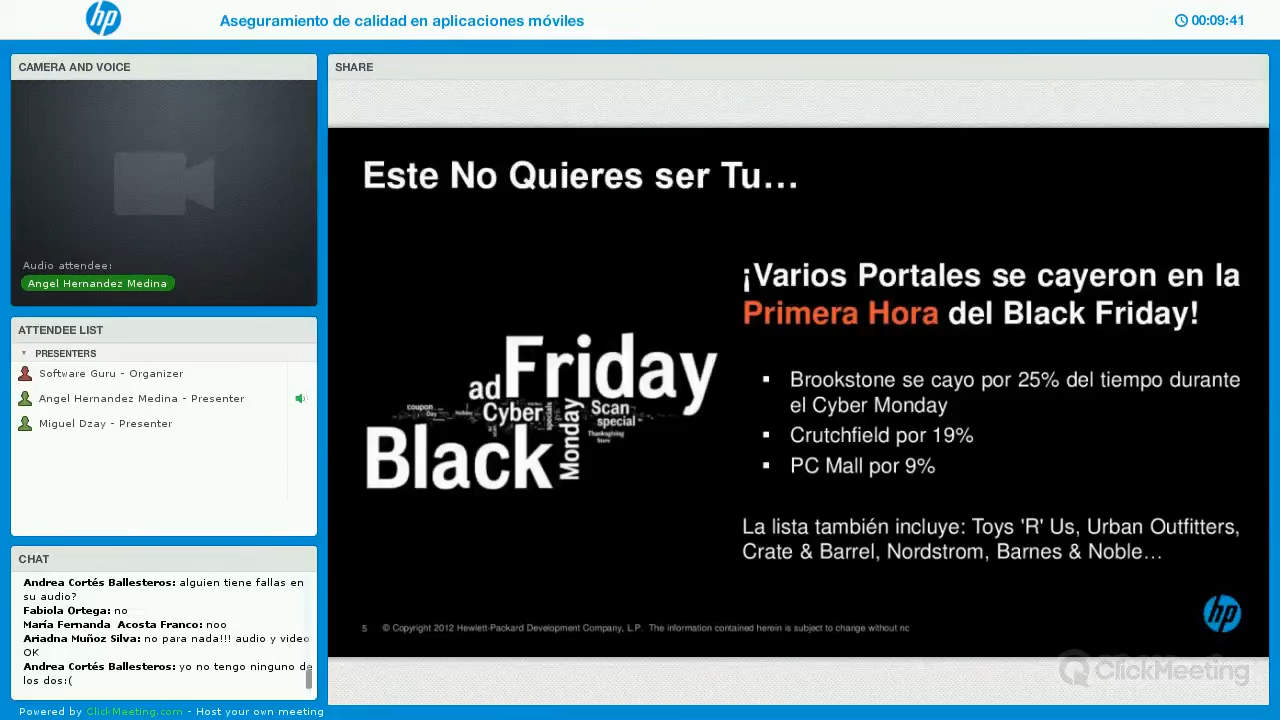 hp
Aseguramiento de calidad en aplicaciones móviles
00:09:41
CAMERA AND VOICE
Audio attendee:
Angel Hernandez Medina
ATTENDEE LIST
PRESENTERS
Software Guru - Organizer
Angel Hernandez Medina - Presenter
Miguel Dzay - Presenter
CHAT
Andrea Cortés Ballesteros: alguien tiene fallas en
su audio?
Fabiola Ortega: no
María Fernanda Acosta Franco: noo
Ariadna Muñoz Silva: no para nada!!! audio y video
OK
Andrea Cortés Ballesteros: yo no tengo ninguno de
los dos:(
Powered by ClickMeeting.com - Host your own meeting
SHARE
Este No Quieres ser Tu...
¡Varios Portales se cayeron en la
Primera Hora del Black Friday!
▪ Brookstone se cayo por 25% del tiempo durante
el Cyber Monday
▪ Crutchfield por 19%
▪ PC Mall por 9%
La lista también incluye: Toys 'R' Us, Urban Outfitters,
Crate & Barrel, Nordstrom, Barnes & Noble...
Friday
ad
coupon
Cyber
Scan
special
Thanksgiving
Store
Monday
Black
5 © Copyright 2012 Hewlett-Packard Development Company, L.P. The information contained herein is subject to change without no
hp
ClickMeeting